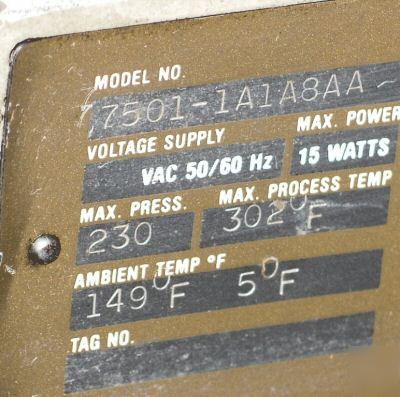 MODEL NO.
7501-1A1A8AA~
VOLTAGE SUPPLY
MAX. POWER
VAC 50/60 Hz
15 WATTS
MAX. PRESS.
MAX. PROCESS TEMP
230
302°F
AMBIENT TEMP °F
149°F 5°F
TAG NO.